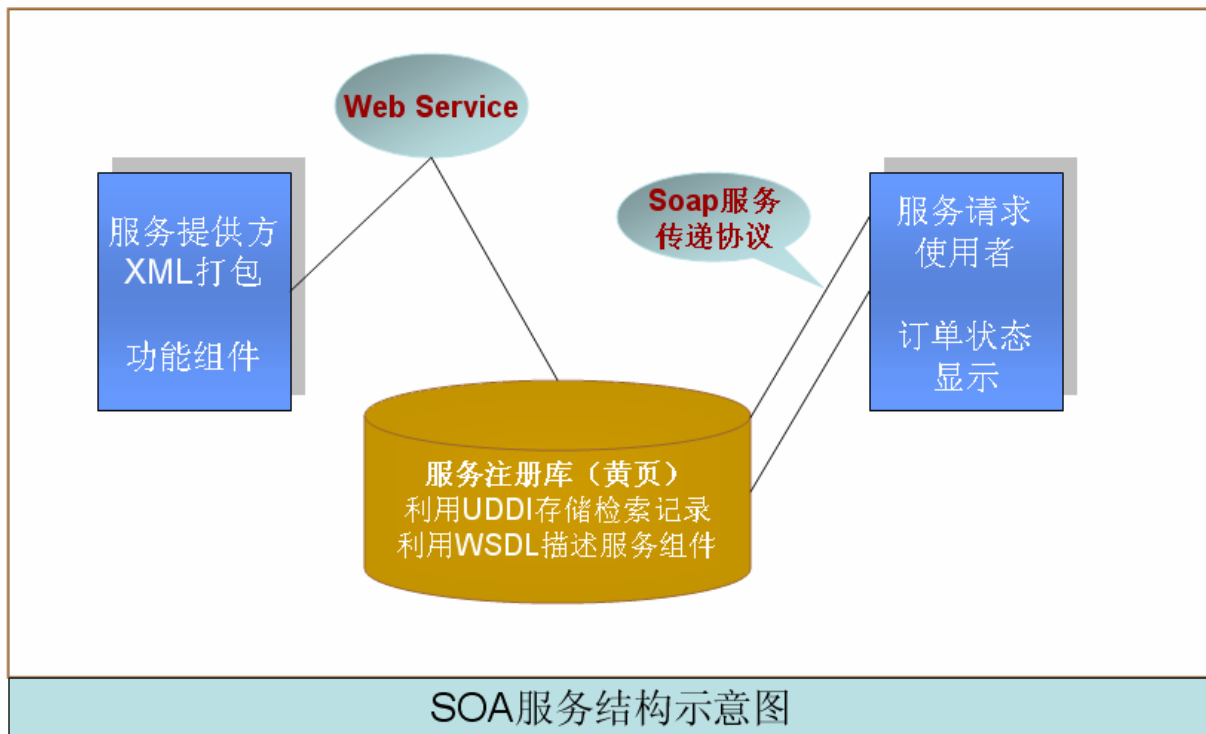 Web Service
服务提供方
XML打包
功能组件
Soap服务
传递协议
服务请求
使用者
订单状态
显示
服务注册库（黄页）
利用UDDI存储检索记录
利用WSDL描述服务组件
SOA服务结构示意图